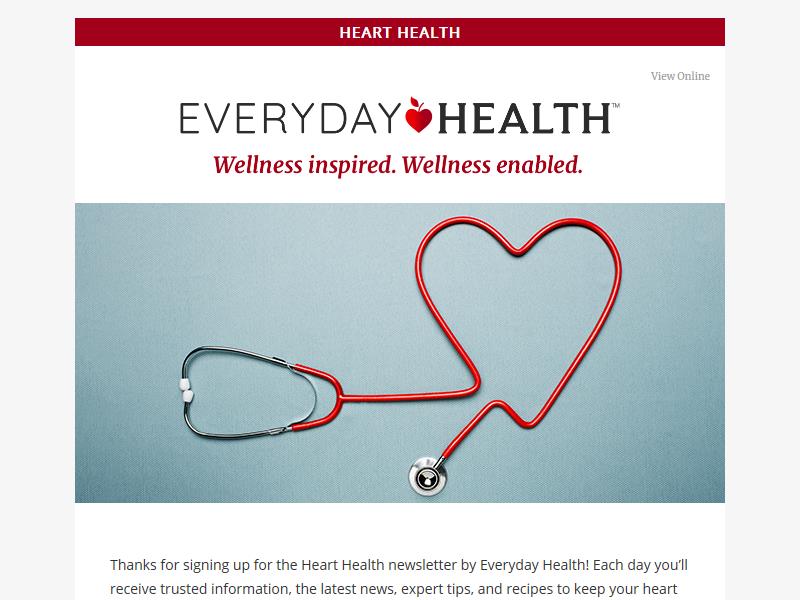 HEART HEALTH
View Online
EVERYDAY HEALTH™
Wellness inspired. Wellness enabled.
Thanks for signing up for the Heart Health newsletter by Everyday Health! Each day you’ll
receive trusted information, the latest news, expert tips, and recipes to keep your heart